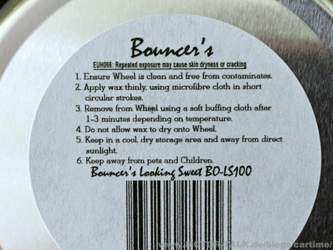 Bouncer's
EUH066: Repeated exposure may cause skin dryness or cracking
1. Ensure Wheel is clean and free from contaminates.
2. Apply wax thinly, using microfibre cloth in short
circular strokes.
3. Remove from Wheel using a soft buffing cloth after
1-3 minutes depending on temperature.
4. Do not allow wax to dry onto Wheel.
5. Keep in a cool, dry storage area and away from direct
sunlight.
6. Keep away from pets and Children.
Bouncer's Looking Sweet BO-LS100